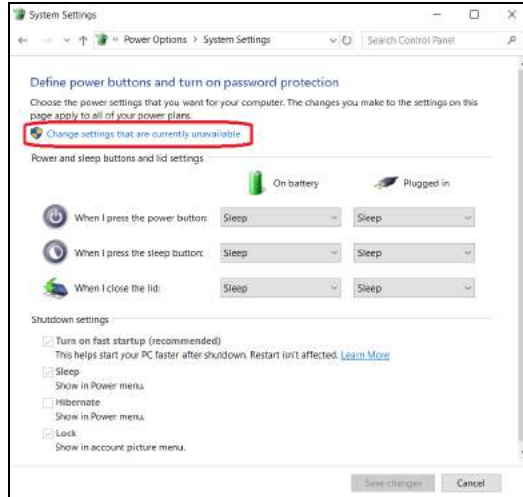 System Settings
« Power Options > System Settings
Search Control Panel
Define power buttons and turn on password protection
Choose the power settings that you want for your computer. The changes you make to the settings on this
page apply to all of your power plans.
Change settings that are currently unavailable
Power and sleep buttons and lid settings
On battery Plugged in
When I press the power button: Sleep Sleep
When I press the sleep button: Sleep Sleep
When I close the lid: Sleep Sleep
Shutdown settings
Turn on fast startup (recommended)
This helps start your PC faster after shutdown. Restart isn't affected. Learn More
Sleep
Show in Power menu.
Hibernate
Show in Power menu.
Lock
Show in account picture menu.
Save changes Cancel